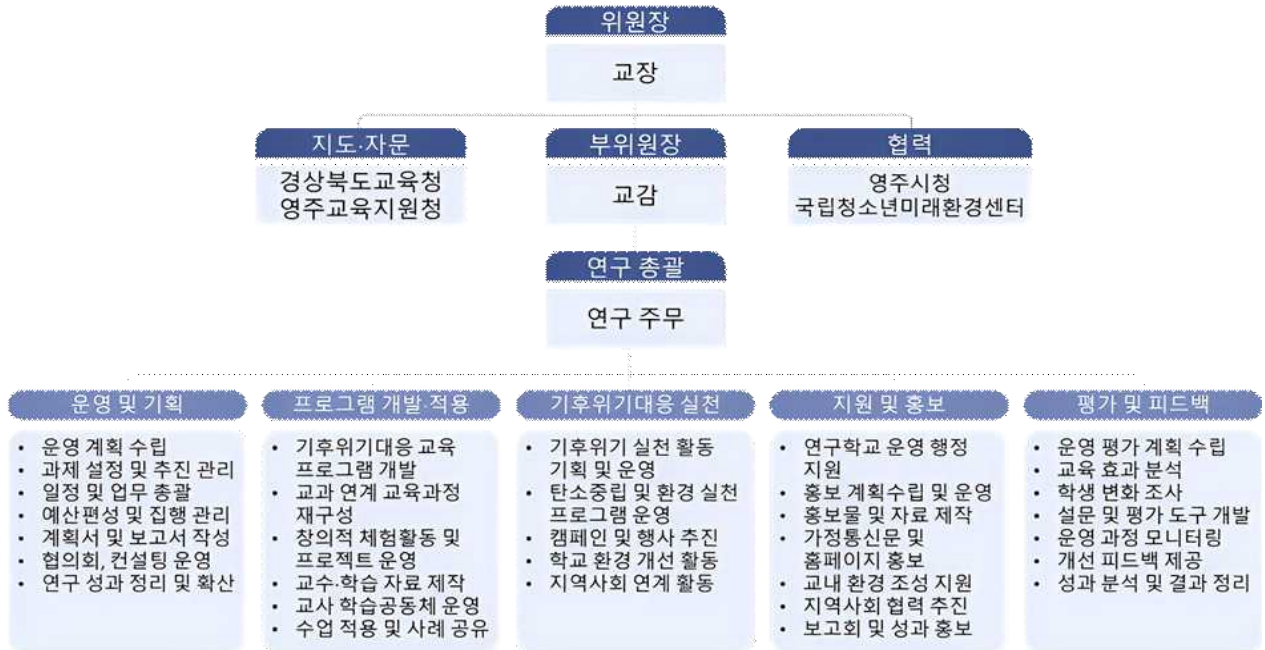 위원장
교장
지도·자문
경상북도교육청
영주교육지원청
부위원장
교감
협력
영주시청
국립청소년미래환경센터
연구 총괄
연구 주무
운영 및 기획
• 운영 계획 수립
• 과제 설정 및 추진 관리
• 일정 및 업무 총괄
• 예산편성 및 집행 관리
• 계획서 및 보고서 작성
• 협의회, 컨설팅 운영
• 연구 성과 정리 및 확산
프로그램 개발·적용
• 기후위기대응 교육
프로그램 개발
• 교과 연계 교육과정
재구성
• 창의적 체험활동 및
프로젝트 운영
• 교수·학습 자료 제작
• 교사 학습공동체 운영
• 수업 적용 및 사례 공유
기후위기대응 실천
• 기후위기 실천 활동
기획 및 운영
• 탄소중립 및 환경 실천
프로그램 운영
• 캠페인 및 행사 추진
• 학교 환경 개선 활동
• 지역사회 연계 활동
지원 및 홍보
• 연구학교 운영 행정
지원
• 홍보 계획수립 및 운영
• 홍보물 및 자료 제작
• 가정통신문 및
홈페이지 홍보
• 교내 환경 조성 지원
• 지역사회 협력 추진
• 보고회 및 성과 홍보
평가 및 피드백
• 운영 평가 계획 수립
• 교육 효과 분석
• 학생 변화 조사
• 설문 및 평가 도구 개발
• 운영 과정 모니터링
• 개선 피드백 제공
• 성과 분석 및 결과 정리